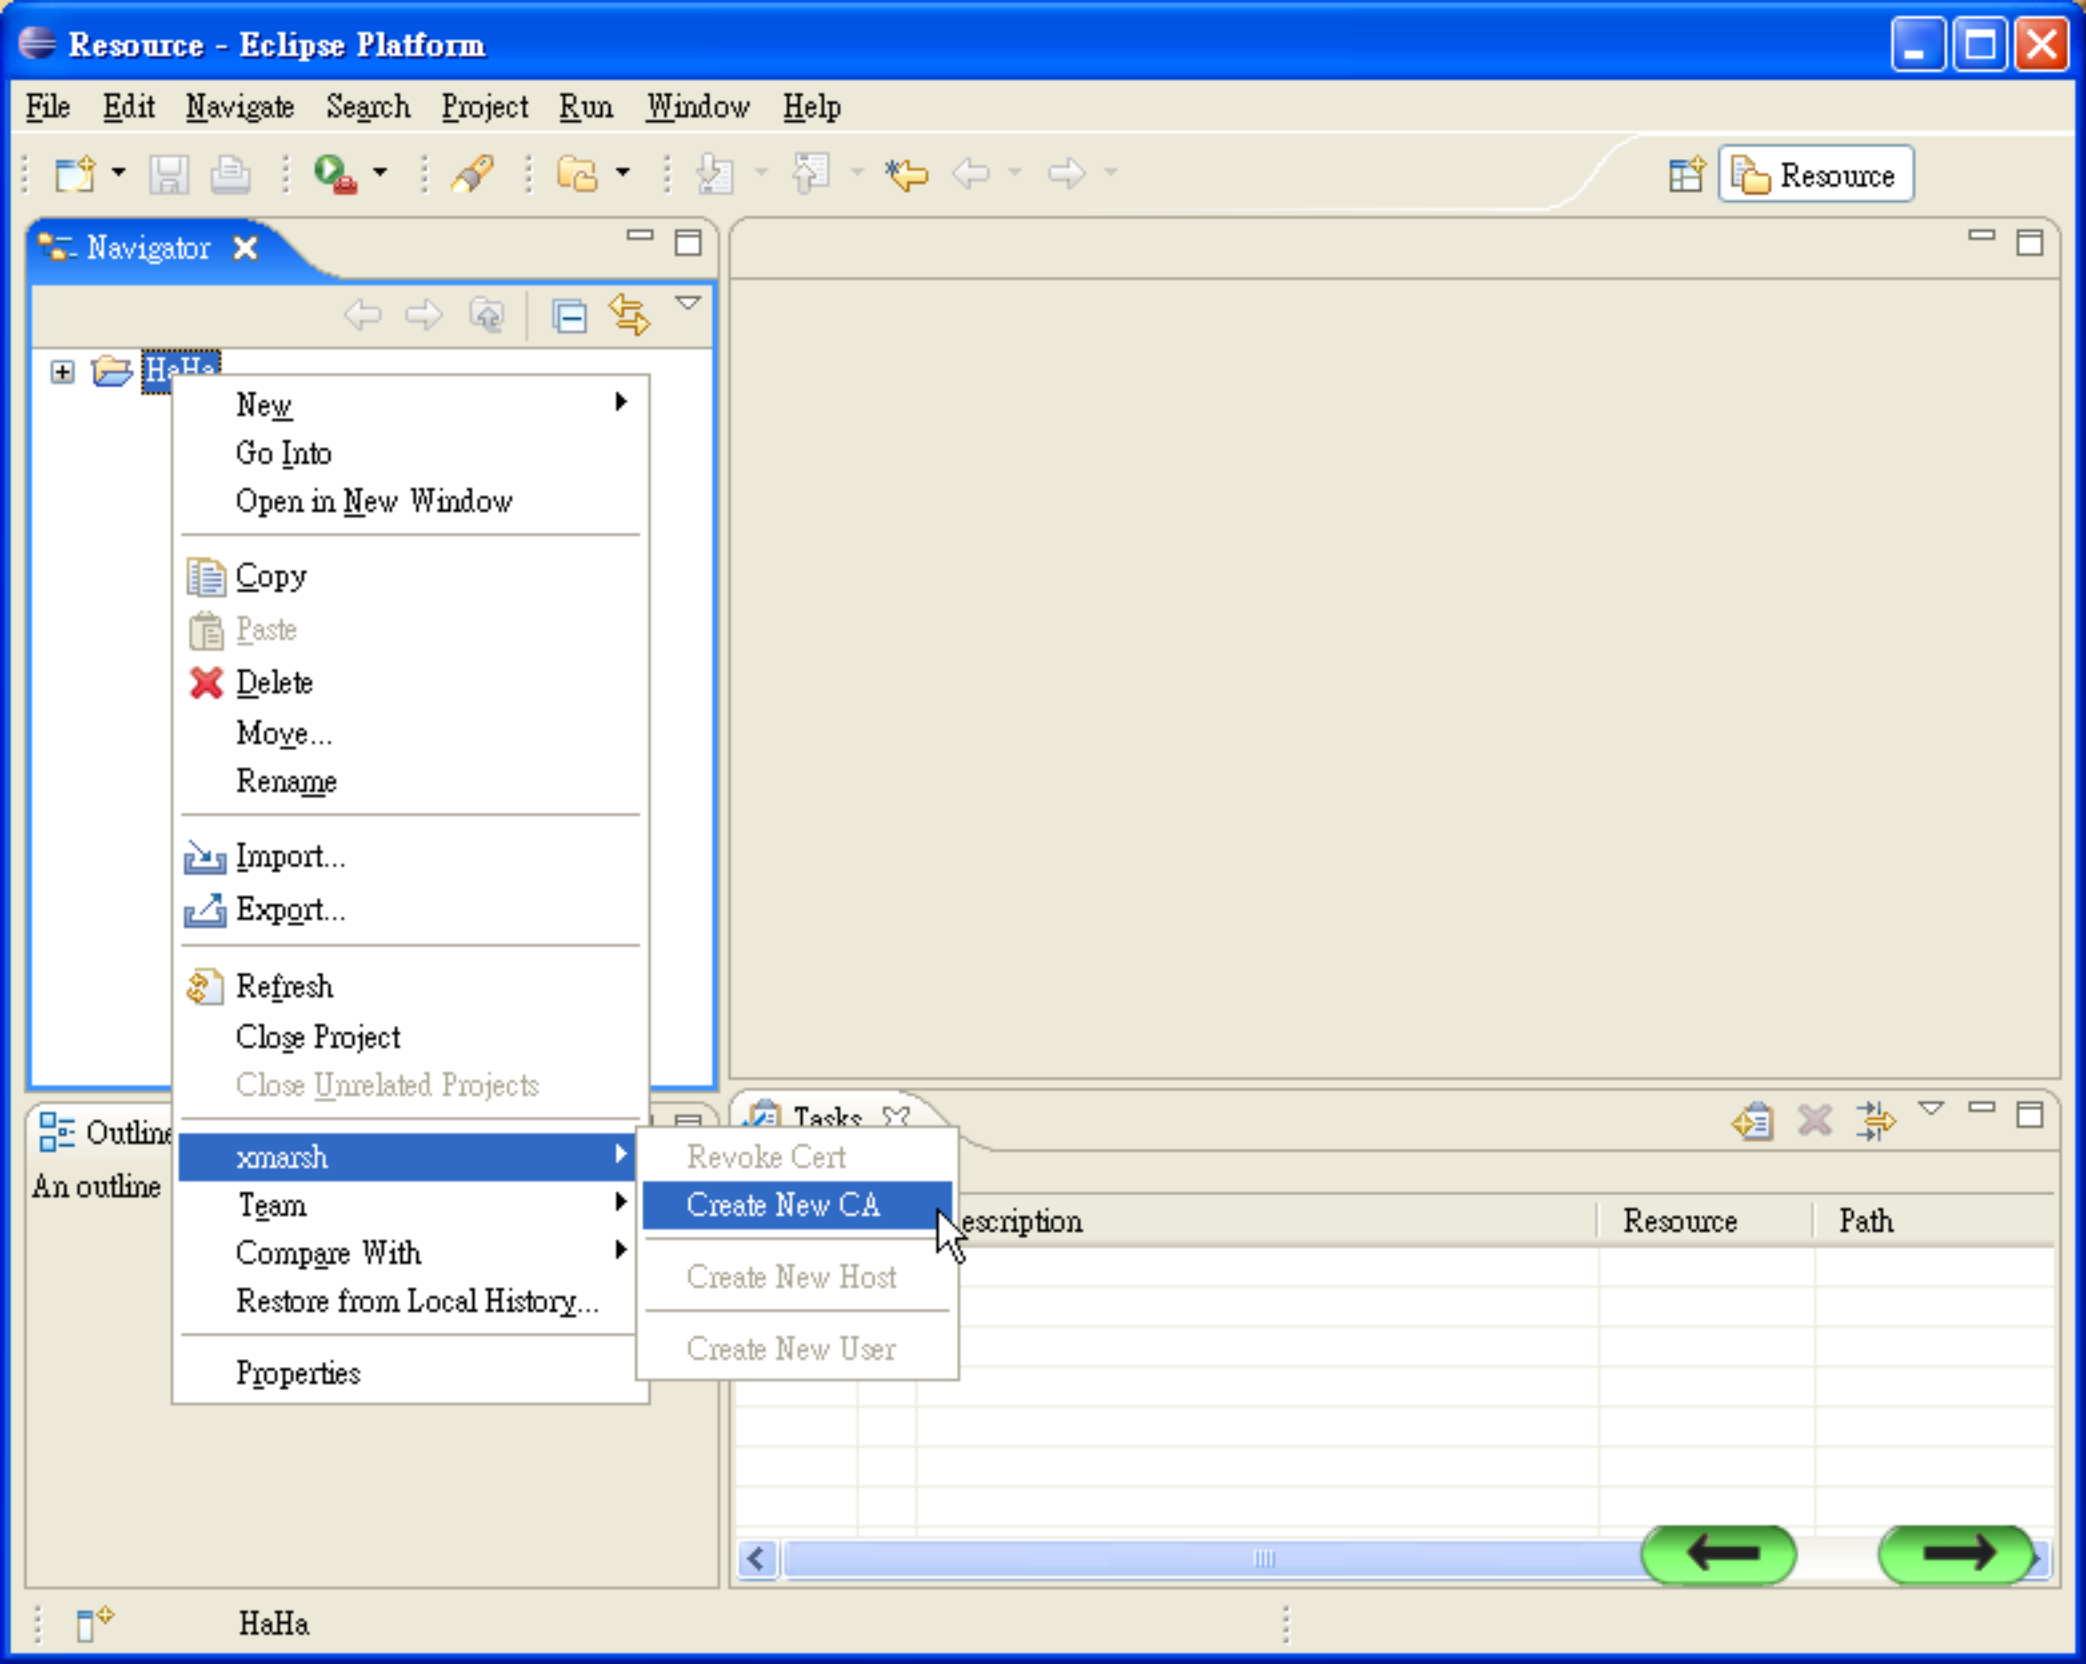 Resource - Eclipse Platform
File Edit Navigate Search Project Run Window Help
Resource
Navigator
HaHa
New
Go Into
Open in New Window
Copy
Paste
Delete
Move...
Rename
Import...
Export...
Refresh
Close Project
Close Unrelated Projects
xmarsh
Team
Compare With
Restore from Local History...
Properties
Revoke Cert
Create New CA
Create New Host
Create New User
Outline
An outline
Tasks
escription Resource Path
HaHa